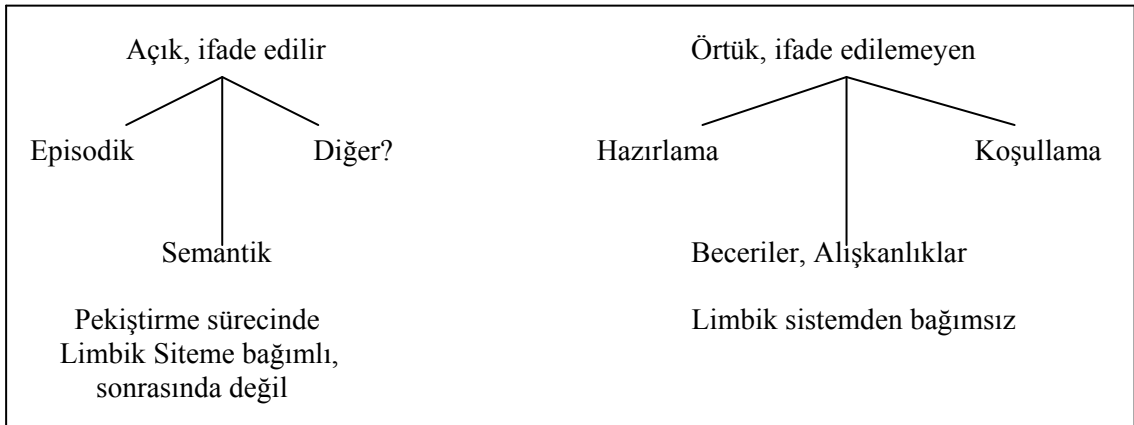 Açık, ifade edilir
Örtük, ifade edilemeyen
Episodik
Diğer?
Hazırlama
Koşullama
Semantik
Beceriler, Alişkanlıklar
Pekiştirme sürecinde
Limbik Siteme bağımlı,
sonrasında değil
Limbik sistemden bağımsız